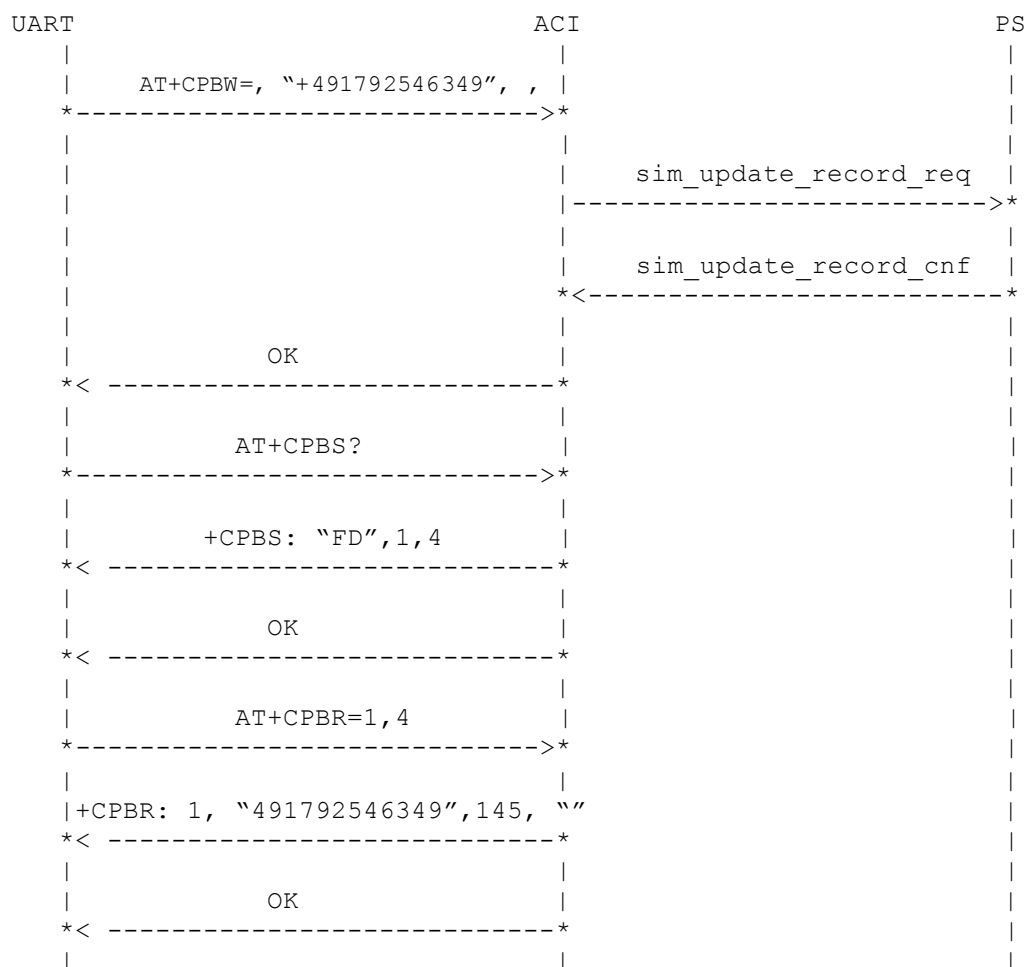 UART ACI PS
AT+CPBW=, “+491792546349”, ,
sim_update_record_req
sim_update_record_cnf
OK
AT+CPBS?
+CPBS: “FD”,1,4
OK
AT+CPBR=1,4
+CPBR: 1, “491792546349”,145, “”
OK